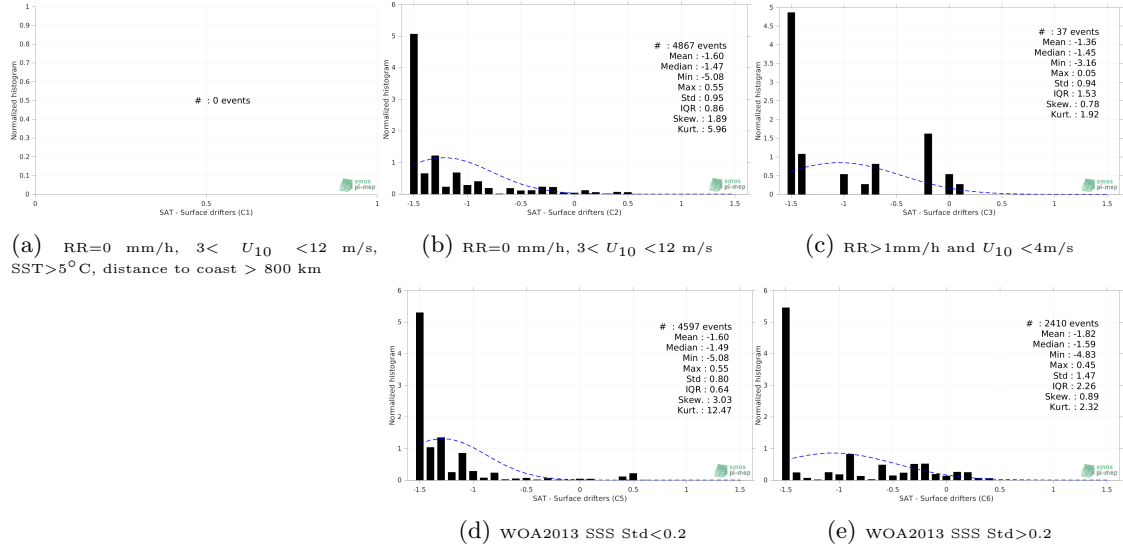 1
0.9
0.8
0.7
0.6
0.5
0.4
0.3
0.2
0.1
0
Normalized histogram
# : 0 events
smos
pi-mep
0 0.5 1
SAT - Surface drifters (C1)
(a) RR=0 mm/h, 3< U10 <12 m/s,
SST>5°C, distance to coast > 800 km
6
5
4
3
2
1
0
Normalized histogram
# : 4867 events
Mean : -1.60
Median : -1.47
Min : -5.08
Max : 0.55
Std : 0.95
IQR : 0.86
Skew. : 1.89
Kurt. : 5.96
smos
pi-mep
-1.5 -1 -0.5 0 0.5 1 1.5
SAT - Surface drifters (C2)
(b) RR=0 mm/h, 3< U10 <12 m/s
5
4.5
4
3.5
3
2.5
2
1.5
1
0.5
0
Normalized histogram
# : 37 events
Mean : -1.36
Median : -1.45
Min : -3.16
Max : 0.05
Std : 0.94
IQR : 1.53
Skew. : 0.78
Kurt. : 1.92
smos
pi-mep
-1.5 -1 -0.5 0 0.5 1 1.5
SAT - Surface drifters (C3)
(c) RR>1mm/h and U10 <4m/s
6
5
4
3
2
1
0
Normalized histogram
# : 4597 events
Mean : -1.60
Median : -1.49
Min : -5.08
Max : 0.55
Std : 0.80
IQR : 0.64
Skew. : 3.03
Kurt. : 12.47
smos
pi-mep
-1.5 -1 -0.5 0 0.5 1 1.5
SAT - Surface drifters (C5)
(d) WOA2013 SSS Std<0.2
6
5
4
3
2
1
0
Normalized histogram
# : 2410 events
Mean : -1.82
Median : -1.59
Min : -4.83
Max : 0.45
Std : 1.47
IQR : 2.26
Skew. : 0.89
Kurt. : 2.32
smos
pi-mep
-1.5 -1 -0.5 0 0.5 1 1.5
SAT - Surface drifters (C6)
(e) WOA2013 SSS Std>0.2